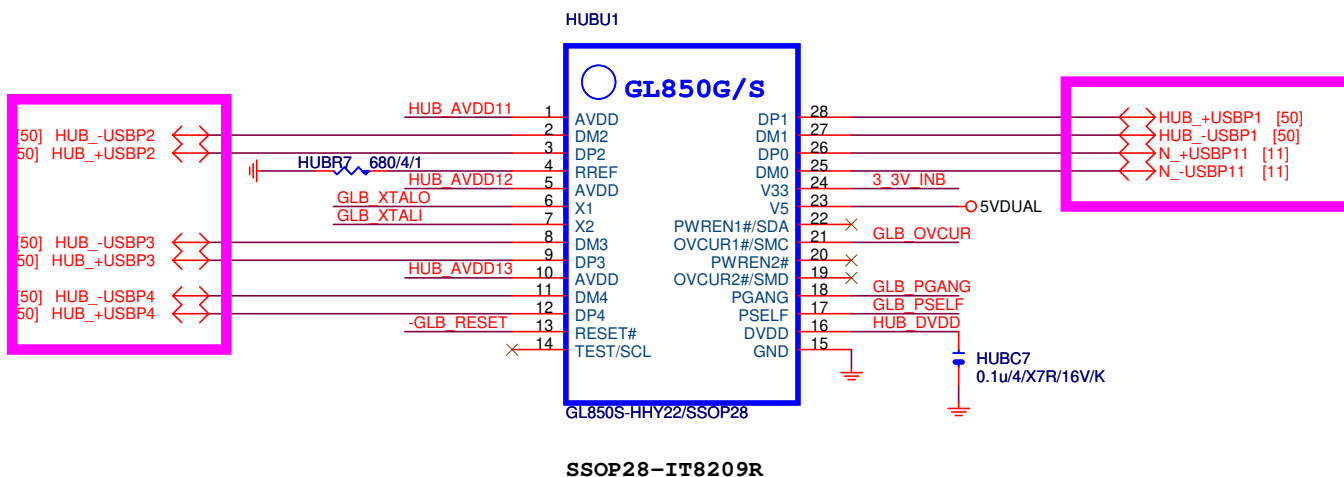 HUBU1
GL850G/S
HUB_AVDD11 1 AVDD DP1 28 HUB_+USBP1 [50]
[50] HUB_-USBP2 2 DM2 DM1 27 HUB_-USBP1 [50]
50] HUB_+USBP2 3 DP2 DP0 26 N_+USBP11 [11]
HUBR7 680/4/1 4 RREF DM0 25 N_-USBP11 [11]
HUB_AVDD12 5 AVDD V33 24 3_3V_INB
GLB_XTALO 6 X1 V5 23 5VDUAL
GLB_XTALI 7 X2 PWREN1#/SDA 22
[50] HUB_-USBP3 8 DM3 OVCUR1#/SMC 21 GLB_OVCUR
50] HUB_+USBP3 9 DP3 PWREN2# 20
HUB_AVDD13 10 AVDD OVCUR2#/SMD 19
[50] HUB_-USBP4 11 DM4 PGANG 18 GLB_PGANG
50] HUB_+USBP4 12 DP4 PSELF 17 GLB_PSELF
-GLB_RESET 13 RESET# DVDD 16 HUB_DVDD
14 TEST/SCL GND 15
HUBC7
0.1u/4/X7R/16V/K
GL850S-HHY22/SSOP28
SSOP28-IT8209R